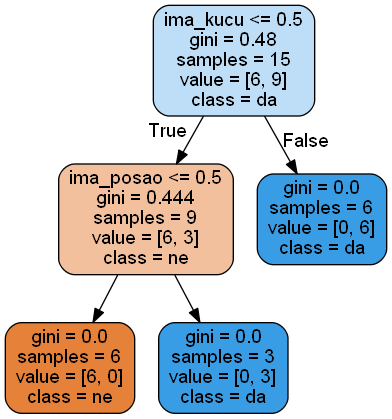 ima_kucu <= 0.5
gini = 0.48
samples = 15
value = [6, 9]
class = da
True
False
ima_posao <= 0.5
gini = 0.444
samples = 9
value = [6, 3]
class = ne
gini = 0.0
samples = 6
value = [0, 6]
class = da
gini = 0.0
samples = 6
value = [6, 0]
class = ne
gini = 0.0
samples = 3
value = [0, 3]
class = da